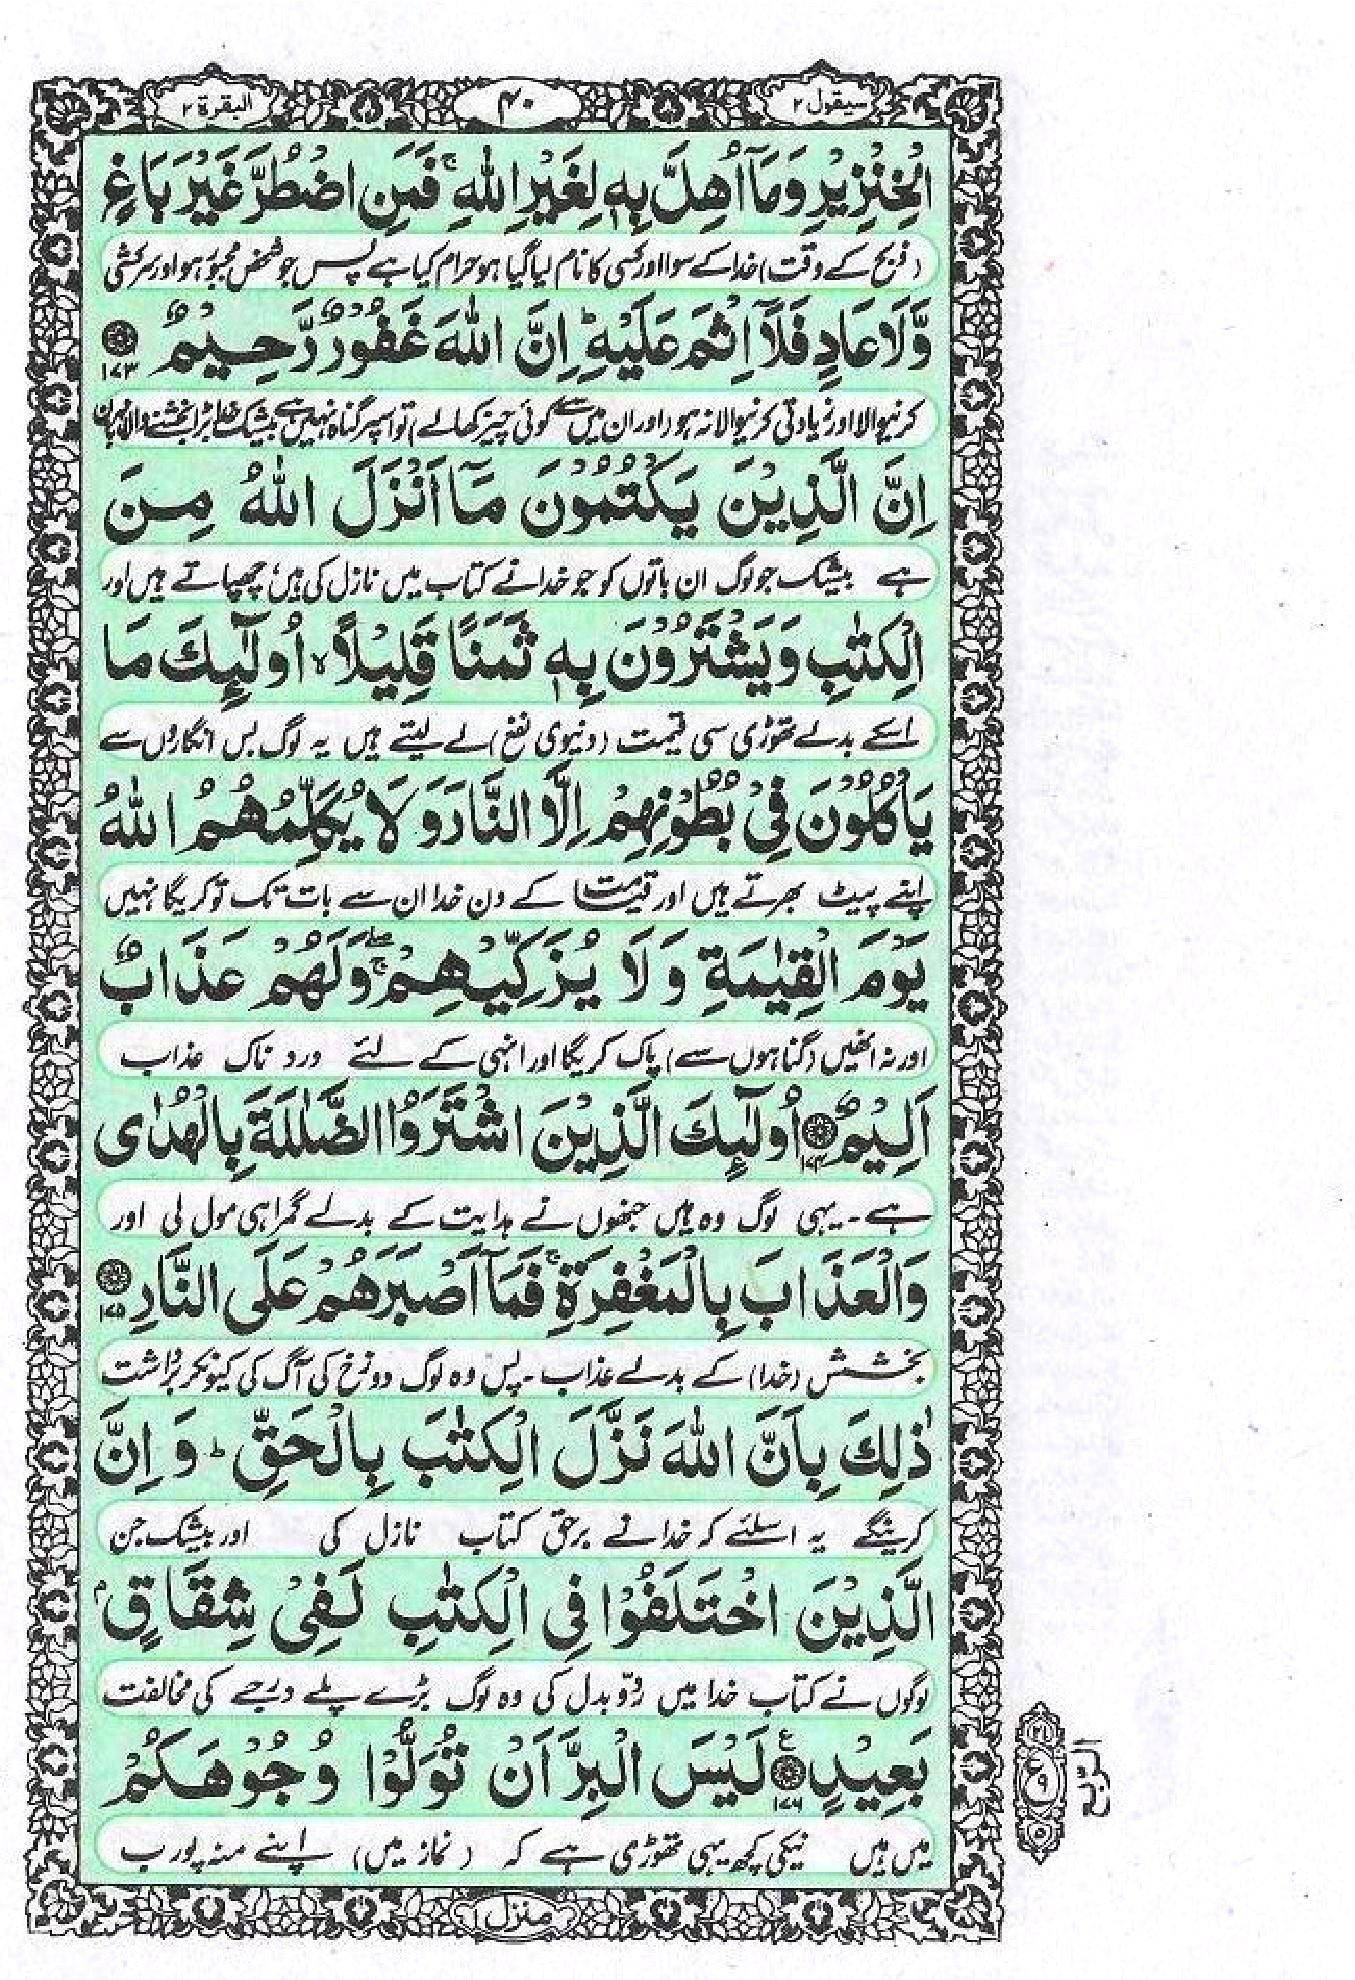 سیقول ۲
۴۰
البقرة ۲
الْخِنْزِيْرِ وَمَآ اُهِلَّ بِهٖ لِغَيْرِ اللّٰهِ ۚ فَمَنِ اضْطُرَّ غَيْرَ بَاغٍ
(ذبح کے وقت) خدا کے سوا اور کسی کا نام لیا گیا ہو حرام کیا ہے پس جو شخص مجبور ہو اور سرکشی
وَّلَا عَادٍ فَلَآ اِثْمَ عَلَيْهِ ؕ اِنَّ اللّٰهَ غَفُوْرٌ رَّحِيْمٌ ۱۷۳
کرنیوالا اور زیادتی کرنیوالا نہ ہو (اور ان میں سے کوئی چیز کھالے) تو اسپر گناہ نہیں ہے بیشک خدا بڑا بخشنے والا مہربان
اِنَّ الَّذِيْنَ يَكْتُمُوْنَ مَآ اَنْزَلَ اللّٰهُ مِنَ
ہے بیشک جو لوگ ان باتوں کو جو خدا نے کتاب میں نازل کی ہیں چھپاتے ہیں اور
الْكِتٰبِ وَيَشْتَرُوْنَ بِهٖ ثَمَنًا قَلِيْلًا ۙ اُولٰٓئِكَ مَا
اسکے بدلے تھوڑی سی قیمت (دنیوی نفع) لے لیتے ہیں یہ لوگ بس انگاروں سے
يَاْكُلُوْنَ فِيْ بُطُوْنِهِمْ اِلَّا النَّارَ وَلَا يُكَلِّمُهُمُ اللّٰهُ
اپنے پیٹ بھرتے ہیں اور قیامت کے دن خدا ان سے بات تک تو کریگا نہیں
يَوْمَ الْقِيٰمَةِ وَلَا يُزَكِّيْهِمْ ۖۚ وَلَهُمْ عَذَابٌ
اور نہ انھیں (گناہوں سے) پاک کریگا اور انہی کے لئے درد ناک عذاب
اَلِيْمٌ ۱۷۴ اُولٰٓئِكَ الَّذِيْنَ اشْتَرَوُا الضَّلٰلَةَ بِالْهُدٰى
ہے۔ یہی لوگ وہ ہیں جنھوں نے ہدایت کے بدلے گمراہی مول لی اور
وَالْعَذَابَ بِالْمَغْفِرَةِ ۚ فَمَآ اَصْبَرَهُمْ عَلَى النَّارِ ۱۷۵
بخشش (خدا) کے بدلے عذاب۔ پس وہ لوگ دوزخ کی آگ کی کیونکر برداشت
ذٰلِكَ بِاَنَّ اللّٰهَ نَزَّلَ الْكِتٰبَ بِالْحَقِّ ؕ وَاِنَّ
کرینگے یہ اسلئے کہ خدا نے برحق کتاب نازل کی اور بیشک جن
الَّذِيْنَ اخْتَلَفُوْا فِي الْكِتٰبِ لَفِيْ شِقَاقٍۭ
لوگوں نے کتاب خدا میں ردّ و بدل کی وہ لوگ بڑے پلے درجے کی مخالفت
بَعِيْدٍ ۱۷۶ ع لَيْسَ الْبِرَّ اَنْ تُوَلُّوْا وُجُوْهَكُمْ
میں ہیں نیکی کچھ یہی تھوڑی ہے کہ (نماز میں) اپنے منہ پورب
۲۱
ع ۹
۵
منزل